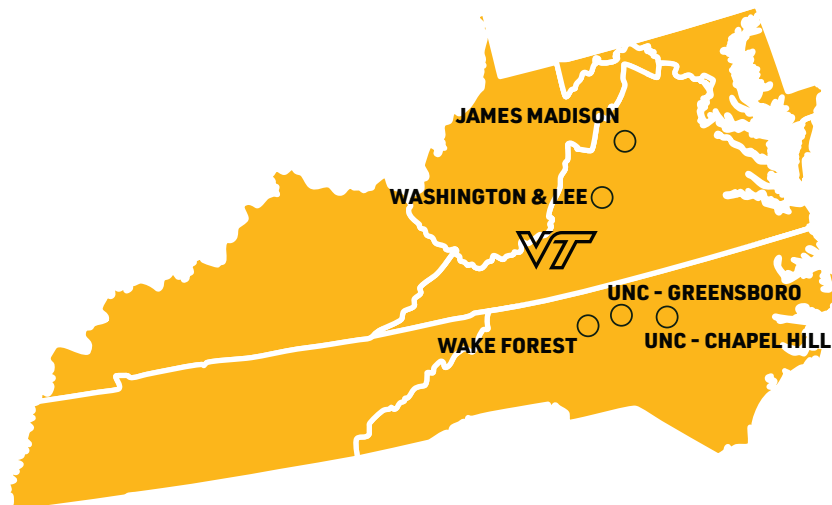 JAMES MADISON
WASHINGTON & LEE
VT
UNC - GREENSBORO
WAKE FOREST
UNC - CHAPEL HILL